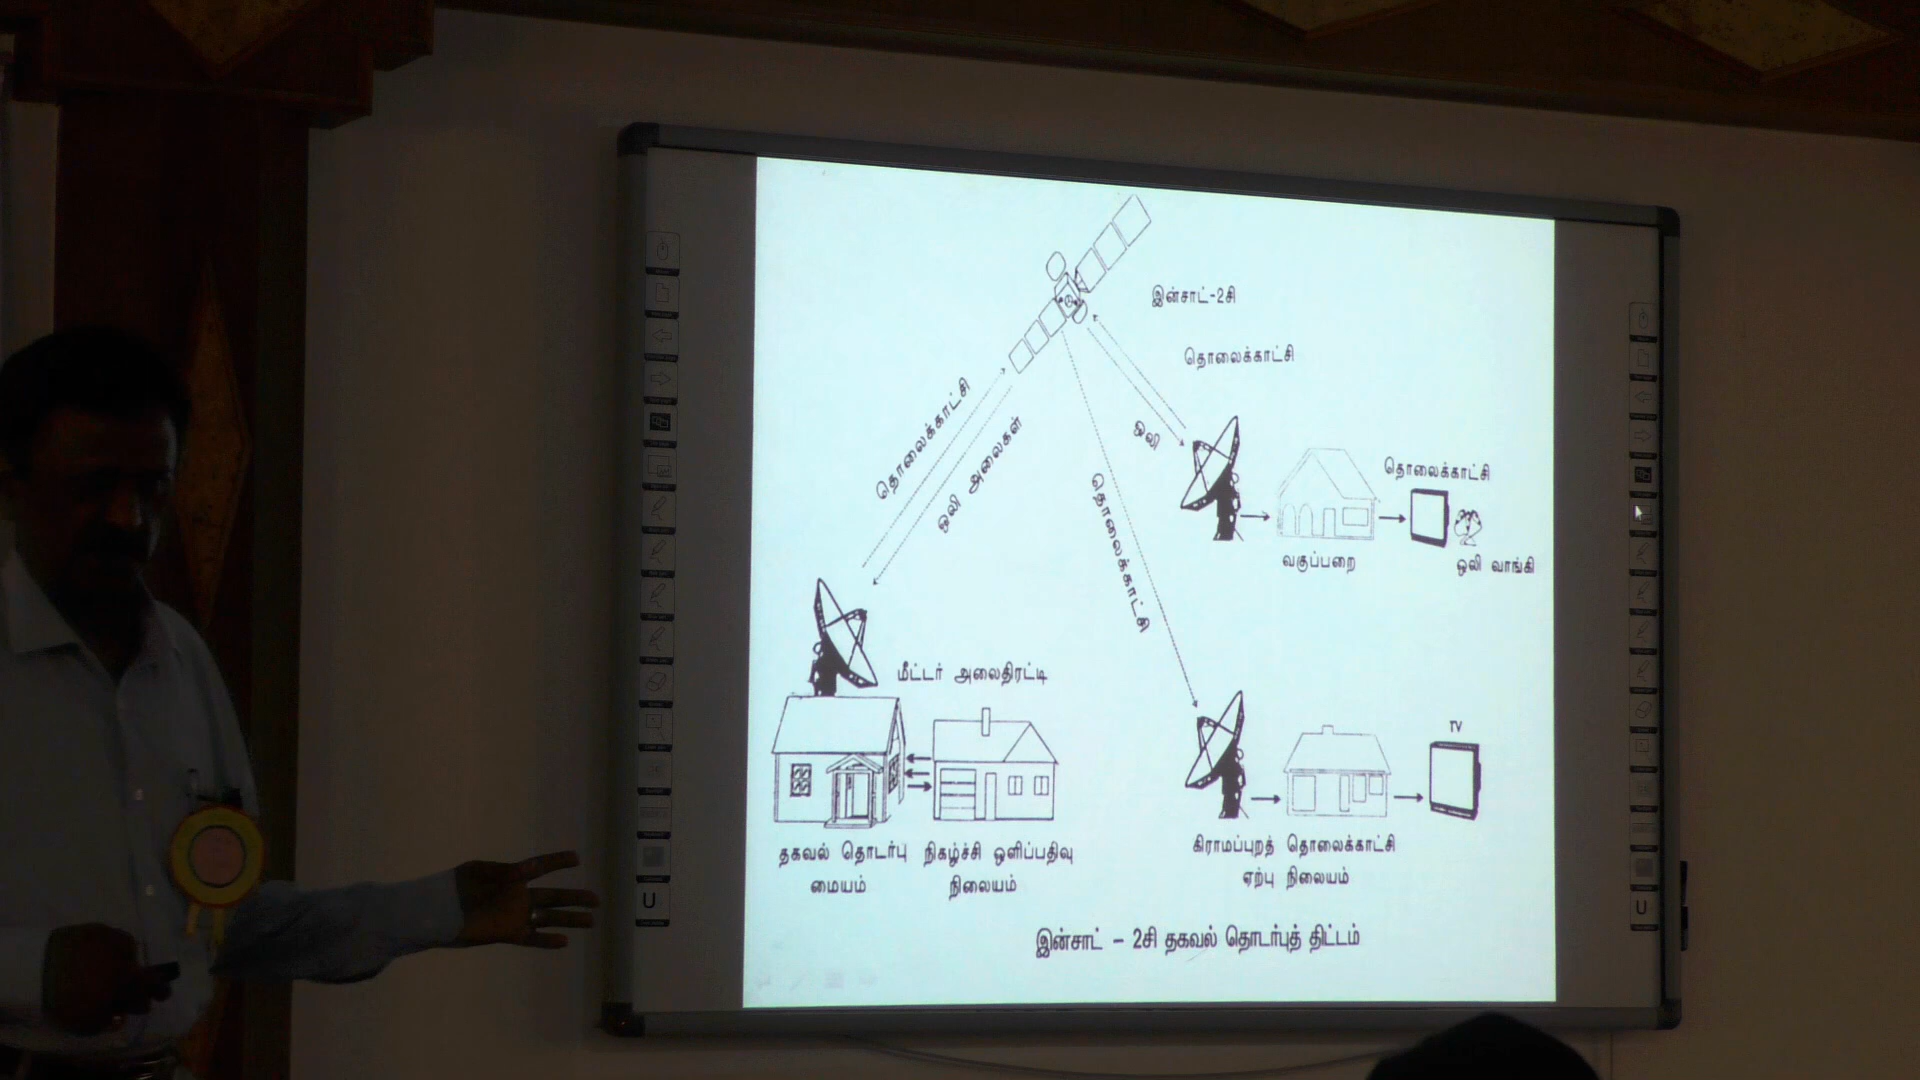 இன்சாட்-2சி
தொலைக்காட்சி
தொலைக்காட்சி
ஒலி அலைகள்
ஒலி
தொலைக்காட்சி
தொலைக்காட்சி
வகுப்பறை
ஒலி வாங்கி
மீட்டர் அலைதிரட்டி
TV
தகவல் தொடர்பு
மையம்
நிகழ்ச்சி ஒளிப்பதிவு
நிலையம்
கிராமப்புறத் தொலைக்காட்சி
ஏற்பு நிலையம்
இன்சாட் – 2சி தகவல் தொடர்புத் திட்டம்
U
U